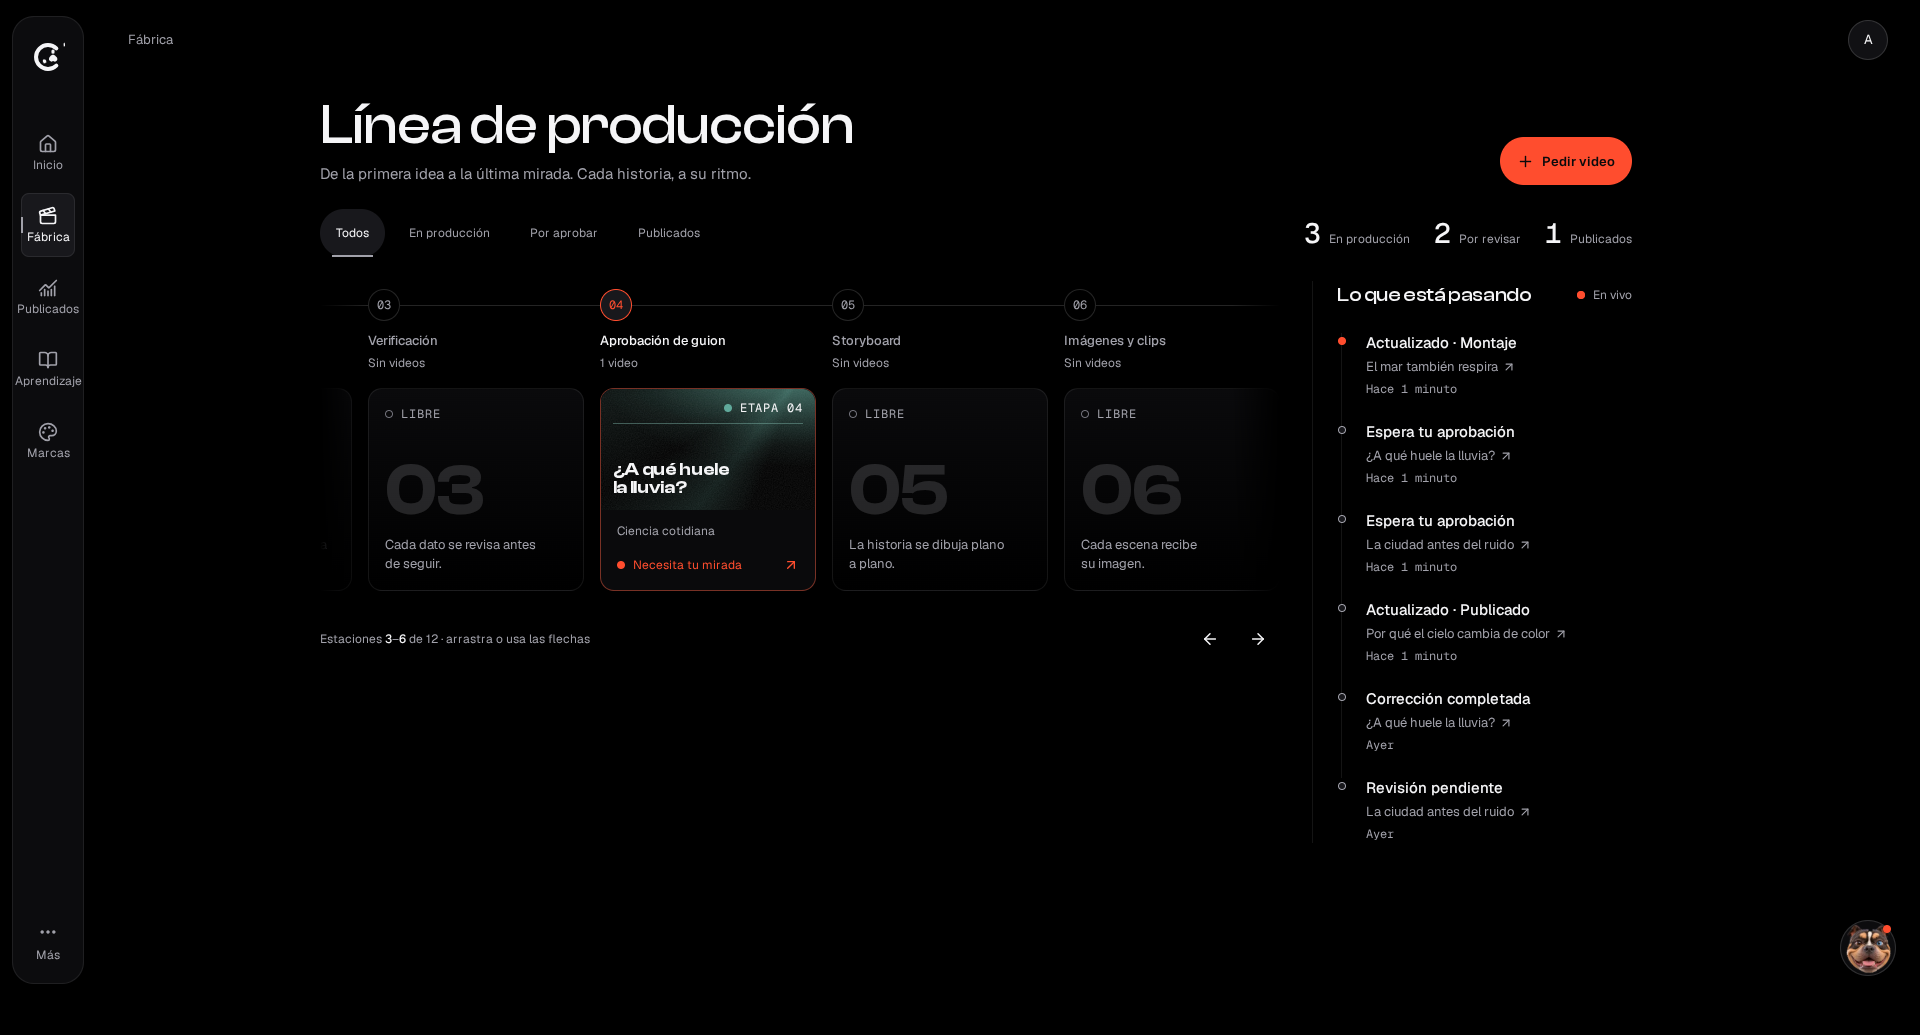 Fábrica
A
Inicio
Fábrica
Publicados
Aprendizaje
Marcas
Más
Línea de producción
De la primera idea a la última mirada. Cada historia, a su ritmo.
Pedir video
Todos
En producción
Por aprobar
Publicados
3 En producción
2 Por revisar
1 Publicados
03
Verificación
Sin videos
04
Aprobación de guion
1 video
05
Storyboard
Sin videos
06
Imágenes y clips
Sin videos
a
LIBRE
03
Cada dato se revisa antes
de seguir.
ETAPA 04
¿A qué huele
la lluvia?
Ciencia cotidiana
Necesita tu mirada
LIBRE
05
La historia se dibuja plano
a plano.
LIBRE
06
Cada escena recibe
su imagen.
Estaciones 3–6 de 12 · arrastra o usa las flechas
Lo que está pasando
En vivo
Actualizado · Montaje
El mar también respira
Hace 1 minuto
Espera tu aprobación
¿A qué huele la lluvia?
Hace 1 minuto
Espera tu aprobación
La ciudad antes del ruido
Hace 1 minuto
Actualizado · Publicado
Por qué el cielo cambia de color
Hace 1 minuto
Corrección completada
¿A qué huele la lluvia?
Ayer
Revisión pendiente
La ciudad antes del ruido
Ayer